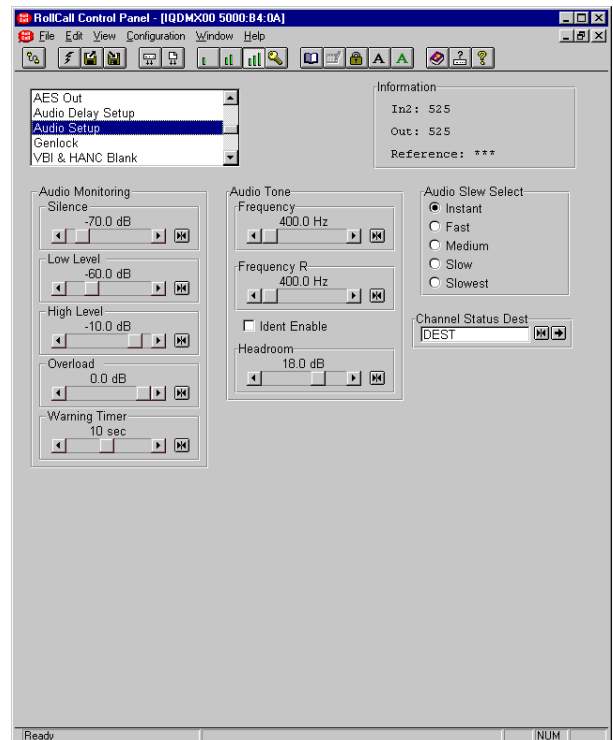 RollCall Control Panel - [IQDMX00 5000:B4:0A]
File Edit View Configuration Window Help
A A
AES Out
Audio Delay Setup
Audio Setup
Genlock
VBI & HANC Blank
Information
In2: 525
Out: 525
Reference: ***
Audio Monitoring
Silence
-70.0 dB
Low Level
-60.0 dB
High Level
-10.0 dB
Overload
0.0 dB
Warning Timer
10 sec
Audio Tone
Frequency
400.0 Hz
Frequency R
400.0 Hz
Ident Enable
Headroom
18.0 dB
Audio Slew Select
Instant
Fast
Medium
Slow
Slowest
Channel Status Dest
DEST
Ready
NUM